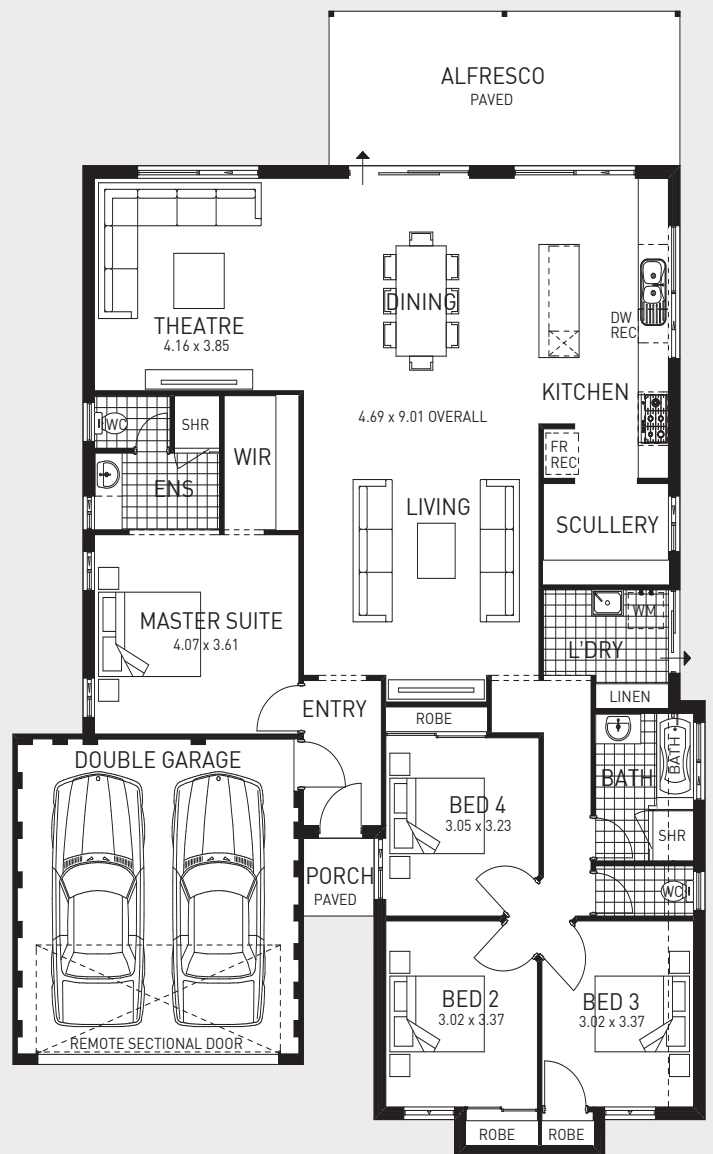 ALFRESCO
PAVED
THEATRE
4.16 x 3.85
DINING
DW
REC
KITCHEN
4.69 x 9.01 OVERALL
WC
SHR
WIR
FR
REC
ENS
LIVING
SCULLERY
MASTER SUITE
4.07 x 3.61
WM
L'DRY
LINEN
ENTRY
ROBE
DOUBLE GARAGE
BATH
BATH
BED 4
3.05 x 3.23
SHR
PORCH
PAVED
WC
BED 2
3.02 x 3.37
BED 3
3.02 x 3.37
REMOTE SECTIONAL DOOR
ROBE
ROBE